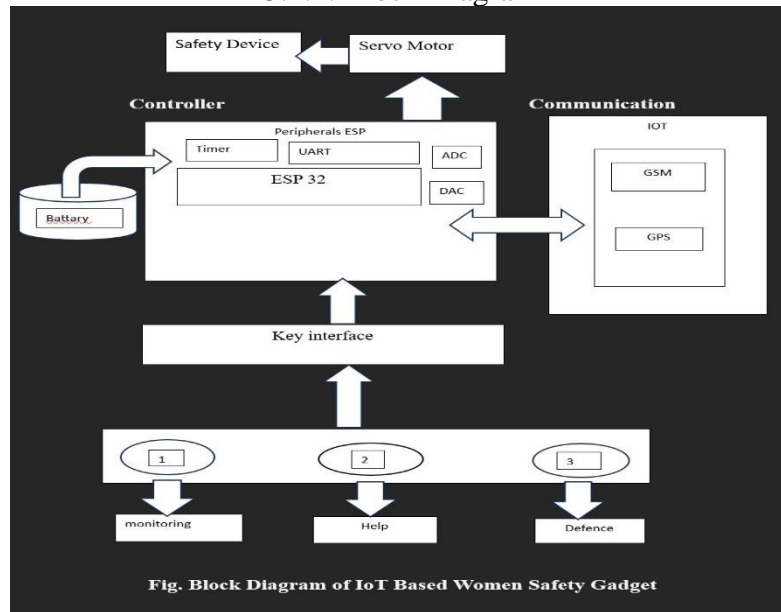 Safety Device
Servo Motor
Controller
Communication
Peripherals ESP
IOT
Timer
UART
ADC
GSM
ESP 32
DAC
Battary
GPS
Key interface
1
2
3
monitoring
Help
Defence
Fig. Block Diagram of IoT Based Women Safety Gadget